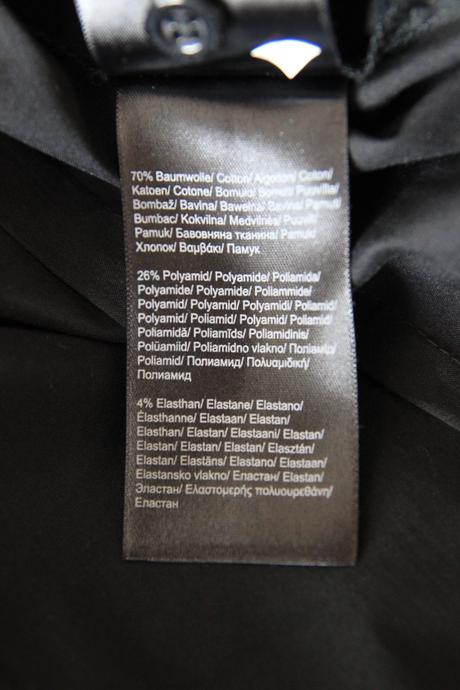 70% Baumwolle/ Cotton/ Algodon/ Coton/
Katoen/ Cotone/ Bomuld/ Bomull/ Puuvilla/
Bombaž/ Bavlna/ Bawełna/ Bavlna/ Pamut/
Bumbac/ Kokvilna/ Medvilnės/ Puuvill/
Pamuk/ Бавовняна тканина/ Pamuk/
Хлопок/ Βαμβάκι/ Памук
26% Polyamid/ Polyamide/ Poliamida/
Polyamide/ Polyamide/ Poliammide/
Polyamid/ Polyamid/ Polyamidi/ Poliamid/
Polyamid/ Poliamid/ Polyamid/ Poliamid/
Poliamidă/ Poliamīds/ Poliamidinis/
Polüamiid/ Poliamidno vlakno/ Поліамід/
Poliamid/ Полиамид/ Πολυαμιδική/
Полиамид
4% Elasthan/ Elastane/ Elastano/
Élasthanne/ Elastaan/ Elastan/
Elasthan/ Elastan/ Elastaani/ Elastan/
Elastan/ Elastan/ Elastan/ Elasztán/
Elastan/ Elastāns/ Elastano/ Elastaan/
Elastansko vlakno/ Еластан/ Elastan/
Эластан/ Ελαστομερής πολυουρεθάνη/
Еластан